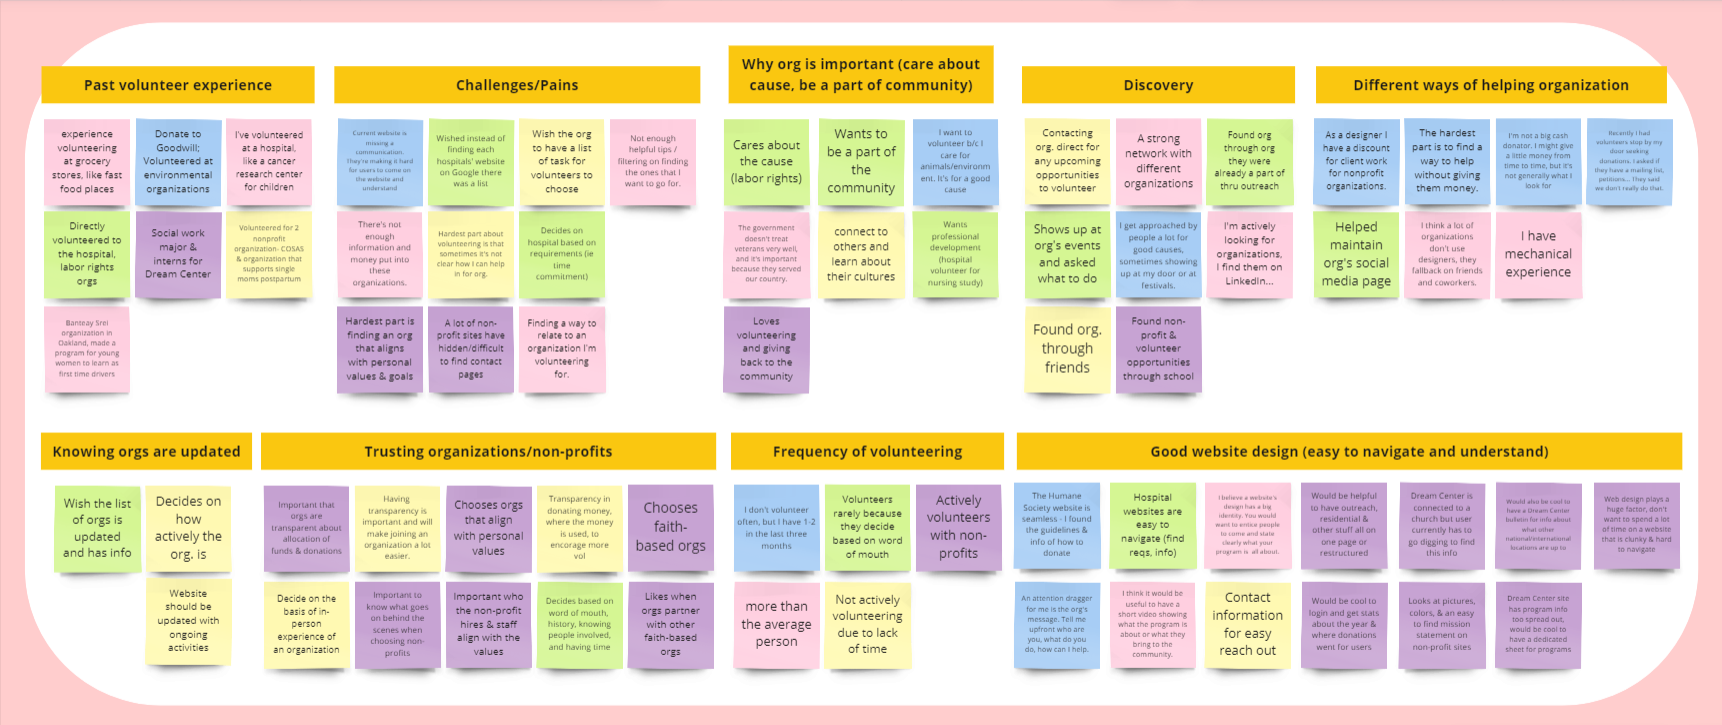 Past volunteer experience
experience
volunteering
at grocery
stores, like fast
food places
Donate to
Goodwill;
Volunteered at
environmental
organizations
I've volunteered
at a hospital,
like a cancer
research center
for children
Directly
volunteered to
the hospital,
labor rights
orgs
Social work
major &
interns for
Dream Center
Volunteered for 2
nonprofit
organization- COSAS
& organization that
supports single
moms postpartum
Banteay Srei
organization in
Oakland, made a
program for young
women to learn as
first time drivers
Challenges/Pains
Current website is
missing a
communication.
They're making it hard
for users to come on
the website and
understand
Wished instead of
finding each
hospitals' website
on Google there
was a list
Wish the org
to have a list
of task for
volunteers to
choose
Not enough
helpful tips /
filtering on finding
the ones that I
want to go for.
There's not
enough
information and
money put into
these
organizations.
Hardest part about
volunteering is that
sometimes it's not
clear how I can help
in for org.
Decides on
hospital based on
requirements (ie
time
commitment)
Hardest part is
finding an org
that aligns
with personal
values & goals
A lot of non-
profit sites have
hidden/difficult
to find contact
pages
Finding a way to
relate to an
organization I'm
volunteering
for.
Why org is important (care about
cause, be a part of community)
Cares about
the cause
(labor rights)
Wants to
be a part of
the
community
I want to
volunteer b/c I
care for
animals/environm
ent. It's for a good
cause
The government
doesn't treat
veterans very well,
and it's important
because they served
our country.
connect to
others and
learn about
their cultures
Wants
professional
development
(hospital
volunteer for
nursing study)
Loves
volunteering
and giving
back to the
community
Discovery
Contacting
org. direct for
any upcoming
opportunities
to volunteer
A strong
network with
different
organizations
Found org
through org
they were
already a part of
thru outreach
Shows up at
org's events
and asked
what to do
I get approached by
people a lot for
good causes,
sometimes showing
up at my door or at
festivals.
I'm actively
looking for
organizations,
I find them on
LinkedIn...
Found org.
through
friends
Found non-
profit &
volunteer
opportunities
through school
Different ways of helping organization
As a designer I
have a discount
for client work
for nonprofit
organizations.
The hardest
part is to find a
way to help
without giving
them money.
I'm not a big cash
donator. I might give
a little money from
time to time, but it's
not generally what I
look for
Recently I had
volunteers stop by my
door seeking
donations. I asked if
they have a mailing list,
petitions... They said
we don't really do that.
Helped
maintain
org's social
media page
I think a lot of
organizations
don't use
designers, they
fallback on friends
and coworkers.
I have
mechanical
experience
Knowing orgs are updated
Wish the list
of orgs is
updated
and has info
Decides on
how
actively the
org. is
Website
should be
updated with
ongoing
activities
Trusting organizations/non-profits
Important that
orgs are
transparent about
allocation of
funds & donations
Having
transparency is
important and will
make joining an
organization a lot
easier.
Chooses orgs
that align
with personal
values
Transparency in
donating money,
where the money
is used, to
encorage more
vol
Chooses
faith-
based orgs
Decide on the
basis of in-
person
experience of
an organization
Important to
know what goes
on behind the
scenes when
choosing non-
profits
Important who
the non-profit
hires & staff
align with the
values
Decides based on
word of mouth,
history, knowing
people involved,
and having time
Likes when
orgs partner
with other
faith-based
orgs
Frequency of volunteering
I don't volunteer
often, but I have 1-2
in the last three
months
Volunteers
rarely because
they decide
based on word
of mouth
Actively
volunteers
with non-
profits
more than
the average
person
Not actively
volunteering
due to lack
of time
Good website design (easy to navigate and understand)
The Humane
Society website is
seamless - I found
the guidelines &
info of how to
donate
Hospital
websites are
easy to
navigate (find
reqs, info)
I believe a website's
design has a big
identity. You would
want to entice people
to come and state
clearly what your
program is all about.
Would be helpful
to have outreach,
residential &
other stuff all on
one page or
restructured
Dream Center is
connected to a
church but user
currently has to
go digging to find
this info
Would also be cool to
have a Dream Center
bulletin for info about
what other
national/international
locations are up to
Web design plays a
huge factor, don't
want to spend a lot
of time on a website
that is clunky & hard
to navigate
An attention dragger
for me is the org's
message. Tell me
upfront who are
you, what do you
do, how can I help.
I think it would be
useful to have a
short video showing
what the program is
about or what they
bring to the
community.
Contact
information
for easy
reach out
Would be cool to
login and get stats
about the year &
where donations
went for users
Looks at pictures,
colors, & an easy
to find mission
statement on
non-profit sites
Dream Center site
has program info
too spread out,
would be cool to
have a dedicated
sheet for programs